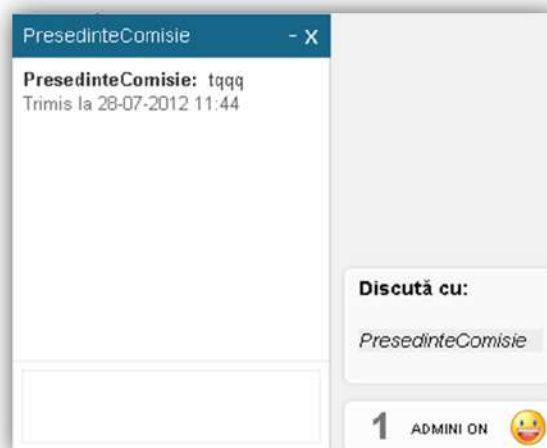 PresedinteComisie - X
PresedinteComisie: tqqq
Trimis la 28-07-2012 11:44
Discută cu:
PresedinteComisie
1 ADMINI ON